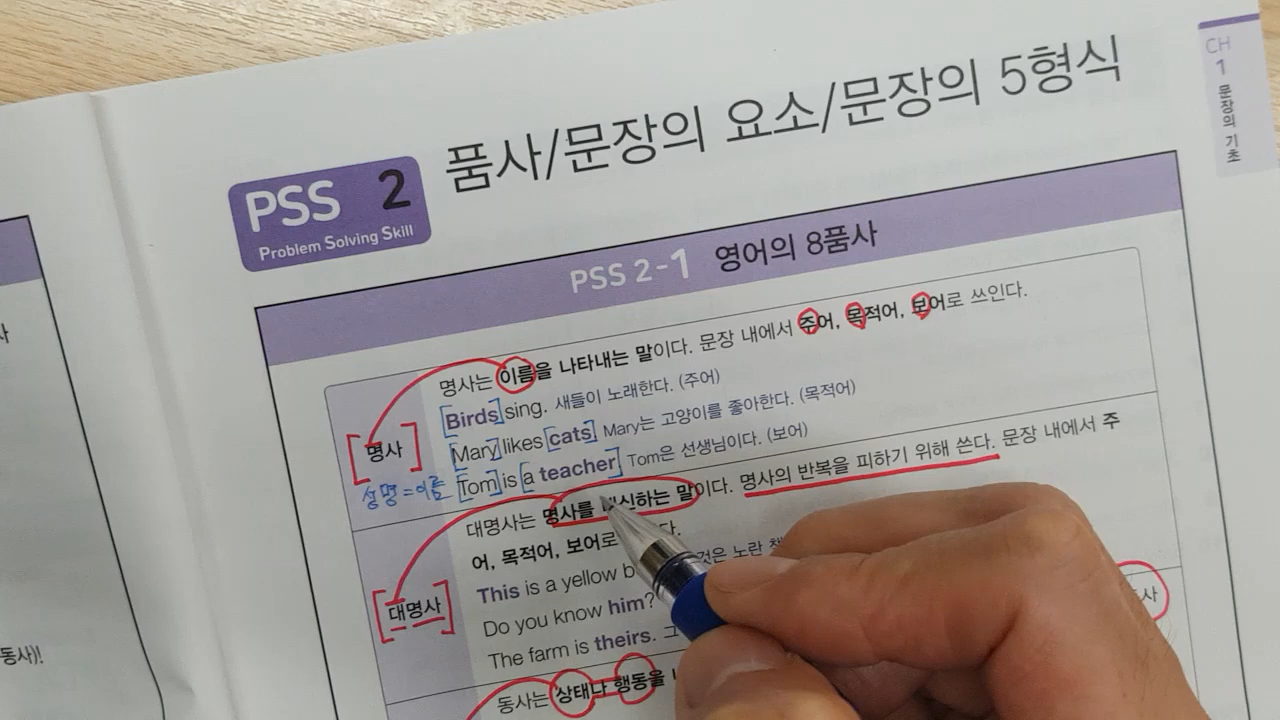 CH
1
문장의 기초
PSS 2
Problem Solving Skill
품사/문장의 요소/문장의 5형식
PSS 2-1 영어의 8품사
명사
성명=이름
명사는 이름을 나타내는 말이다. 문장 내에서 주어, 목적어, 보어로 쓰인다.
Birds sing. 새들이 노래한다. (주어)
Mary likes cats Mary는 고양이를 좋아한다. (목적어)
Tom is a teacher Tom은 선생님이다. (보어)
대명사
대명사는 명사를 대신하는 말이다. 명사의 반복을 피하기 위해 쓴다. 문장 내에서 주
어, 목적어, 보어로 다.
This is a yellow 것은 노란
Do you know him?
The farm is theirs.
동사는 상태나 행동을
동사)!